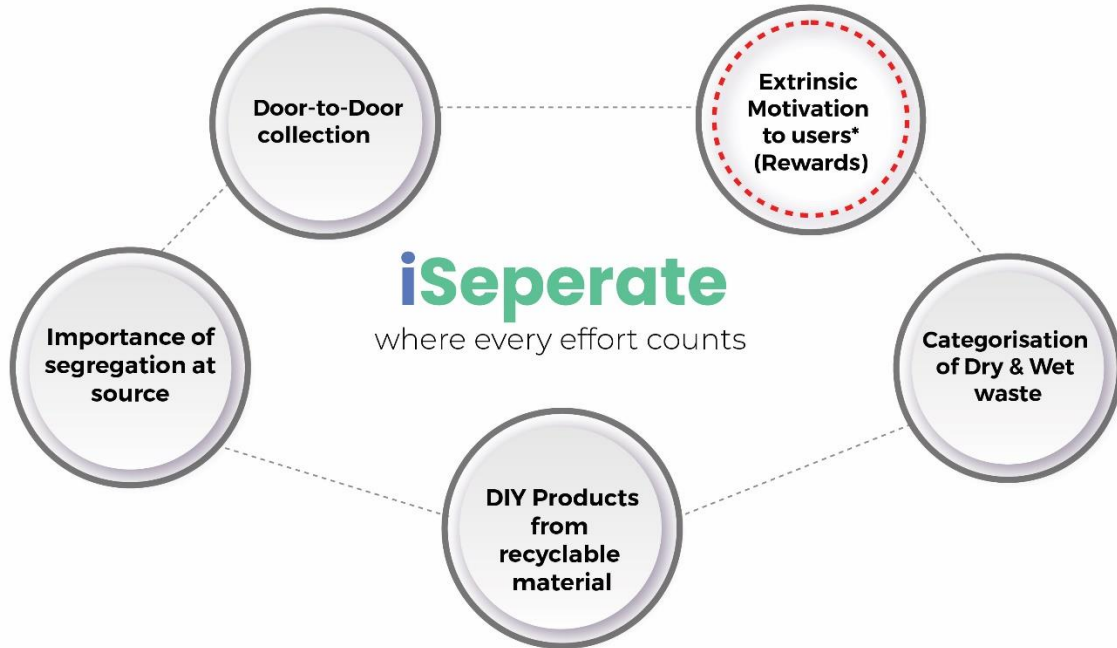 Door-to-Door
collection
Extrinsic
Motivation
to users*
(Rewards)
iSeperate
where every effort counts
Importance of
segregation at
source
Categorisation
of Dry & Wet
waste
DIY Products
from
recyclable
material